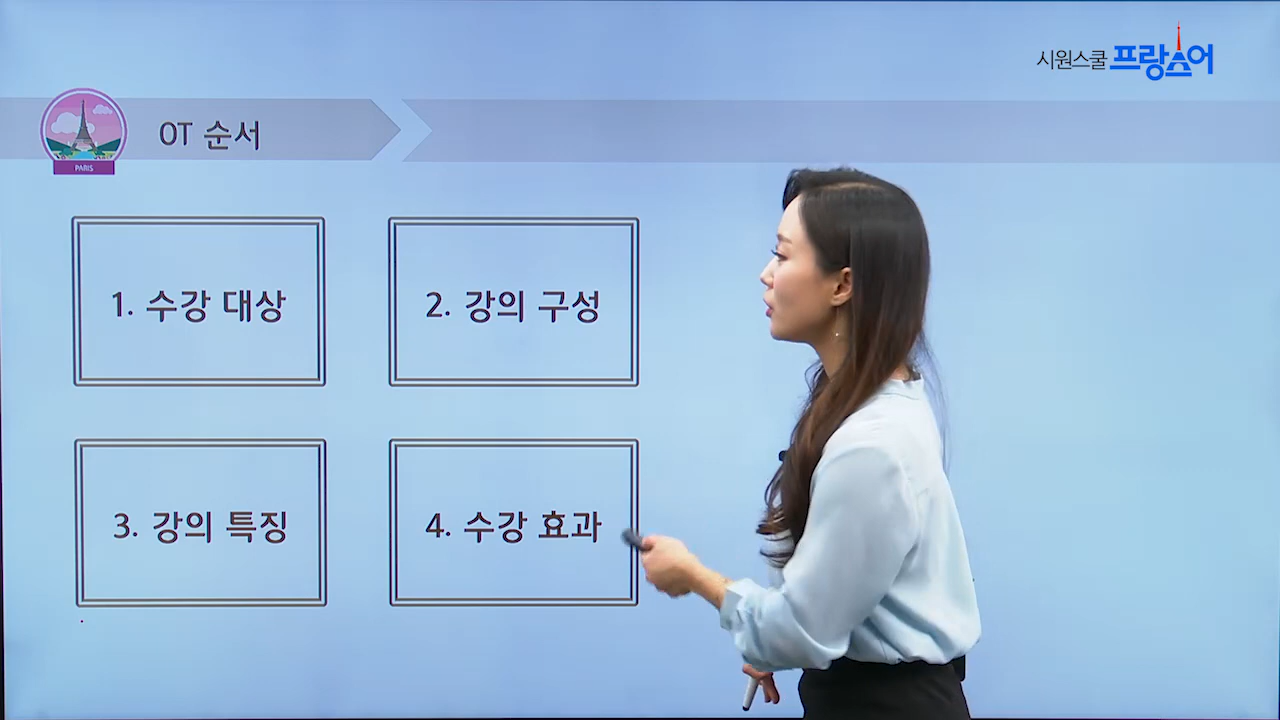 시원스쿨 프랑스어
OT 순서
PARIS
1. 수강 대상
2. 강의 구성
3. 강의 특징
4. 수강 효과